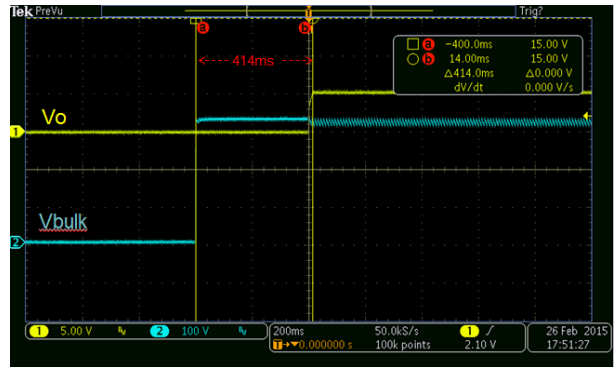 Tek PreVu Trig?
a b
a -400.0ms 15.00 V
b 14.00ms 15.00 V
Δ414.0ms Δ0.000 V
dV/dt 0.000 V/s
414ms
Vo
1
Vbulk
2
1 5.00 V Bw 2 100 V Bw 200ms 50.0kS/s 1 26 Feb 2015
T→▼0.000000 s 100k points 2.10 V 17:51:27